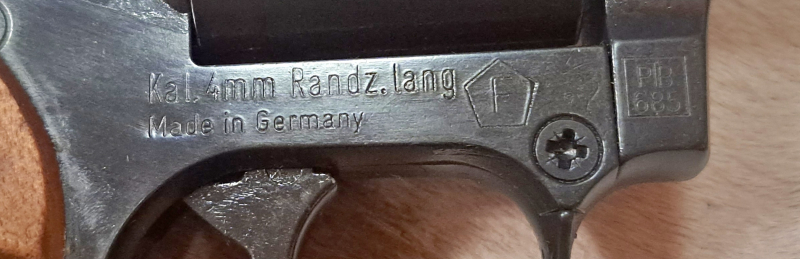 Kal. 4mm Randz. lang
Made in Germany
F
PTB
685